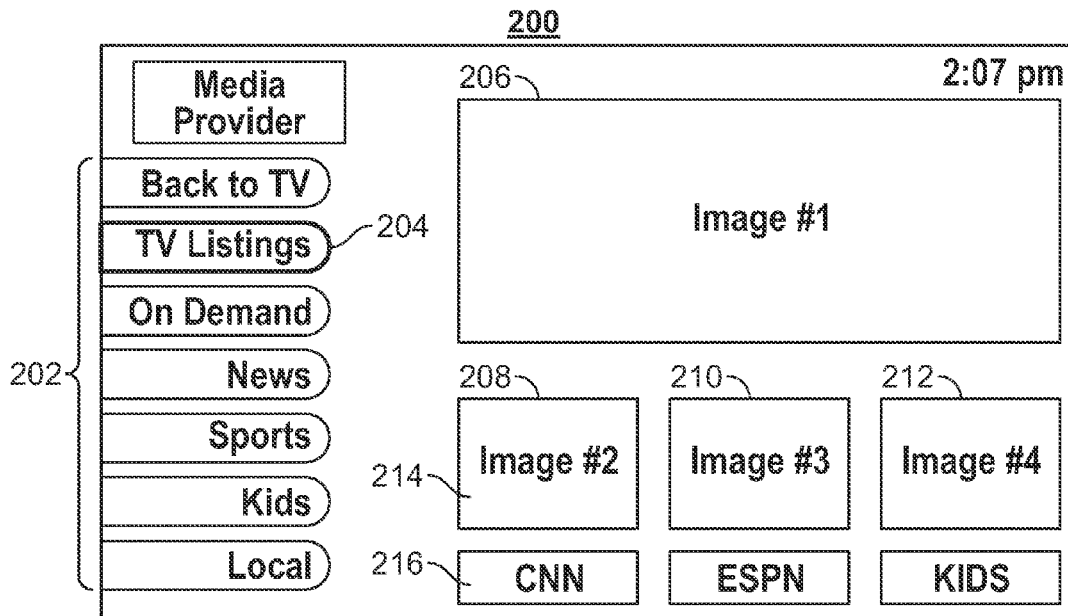 200
Media
Provider
2:07 pm
206
Image #1
Back to TV
TV Listings
204
On Demand
News
Sports
Kids
Local
202
208
210
212
Image #2
Image #3
Image #4
214
216
CNN
ESPN
KIDS